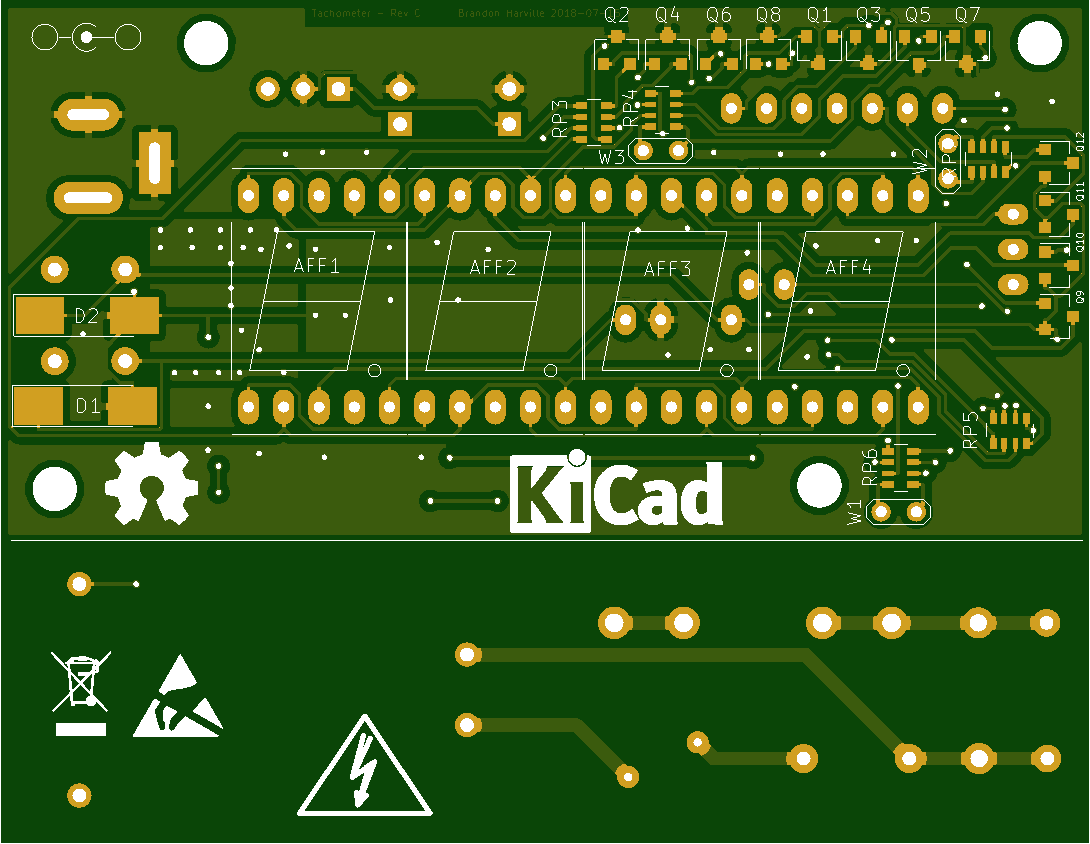 Tachometer - Rev C Brandon Harville 2018-07-
Q2 Q4 Q6 Q8 Q1 Q3 Q5 Q7
RP3
RP4
W3
W2
Q12
Q11
Q10
Q9
AFF1 AFF2 AFF3 AFF4
D2
D1
RP5
RP6
W1
KiCad